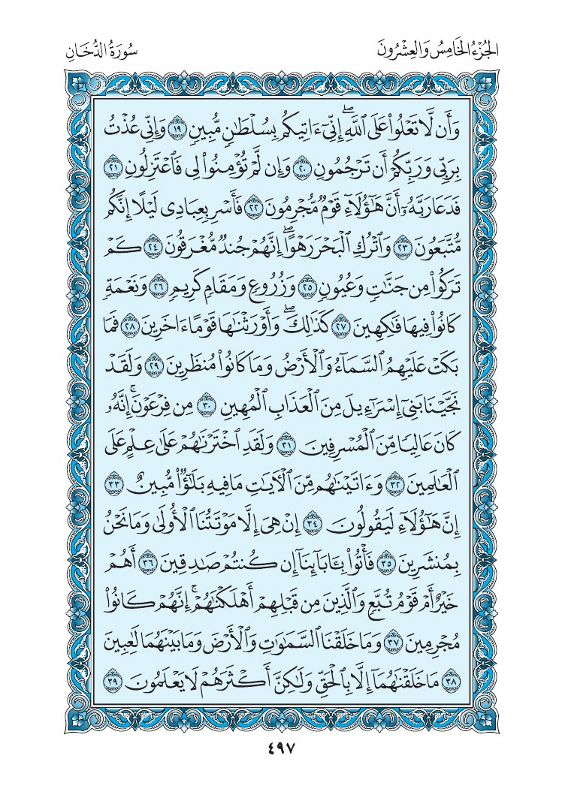 الجُزْءُ الخَامِسُ وَالعِشْرُونَ
سُورَةُ الدُّخَانِ
وَأَن لَّا تَعْلُوا۟ عَلَى ٱللَّهِ ۖ إِنِّىٓ ءَاتِيكُم بِسُلْطَـٰنٍ مُّبِينٍ ١٩ وَإِنِّى عُذْتُ
بِرَبِّى وَرَبِّكُمْ أَن تَرْجُمُونِ ٢٠ وَإِن لَّمْ تُؤْمِنُوا۟ لِى فَٱعْتَزِلُونِ ٢١
فَدَعَا رَبَّهُۥٓ أَنَّ هَـٰٓؤُلَآءِ قَوْمٌ مُّجْرِمُونَ ٢٢ فَأَسْرِ بِعِبَادِى لَيْلًا إِنَّكُم
مُّتَّبَعُونَ ٢٣ وَٱتْرُكِ ٱلْبَحْرَ رَهْوًا ۖ إِنَّهُمْ جُندٌ مُّغْرَقُونَ ٢٤ كَمْ
تَرَكُوا۟ مِن جَنَّـٰتٍ وَعُيُونٍ ٢٥ وَزُرُوعٍ وَمَقَامٍ كَرِيمٍ ٢٦ وَنَعْمَةٍ
كَانُوا۟ فِيهَا فَـٰكِهِينَ ٢٧ كَذَٰلِكَ ۖ وَأَوْرَثْنَـٰهَا قَوْمًا ءَاخَرِينَ ٢٨ فَمَا
بَكَتْ عَلَيْهِمُ ٱلسَّمَآءُ وَٱلْأَرْضُ وَمَا كَانُوا۟ مُنظَرِينَ ٢٩ وَلَقَدْ
نَجَّيْنَا بَنِىٓ إِسْرَٰٓءِيلَ مِنَ ٱلْعَذَابِ ٱلْمُهِينِ ٣٠ مِن فِرْعَوْنَ ۚ إِنَّهُۥ
كَانَ عَالِيًا مِّنَ ٱلْمُسْرِفِينَ ٣١ وَلَقَدِ ٱخْتَرْنَـٰهُمْ عَلَىٰ عِلْمٍ عَلَى
ٱلْعَـٰلَمِينَ ٣٢ وَءَاتَيْنَـٰهُم مِّنَ ٱلْـَٔايَـٰتِ مَا فِيهِ بَلَـٰٓؤٌا۟ مُّبِينٌ ٣٣
إِنَّ هَـٰٓؤُلَآءِ لَيَقُولُونَ ٣٤ إِنْ هِىَ إِلَّا مَوْتَتُنَا ٱلْأُولَىٰ وَمَا نَحْنُ
بِمُنشَرِينَ ٣٥ فَأْتُوا۟ بِـَٔابَآئِنَآ إِن كُنتُمْ صَـٰدِقِينَ ٣٦ أَهُمْ
خَيْرٌ أَمْ قَوْمُ تُبَّعٍ وَٱلَّذِينَ مِن قَبْلِهِمْ ۚ أَهْلَكْنَـٰهُمْ ۖ إِنَّهُمْ كَانُوا۟
مُجْرِمِينَ ٣٧ وَمَا خَلَقْنَا ٱلسَّمَـٰوَٰتِ وَٱلْأَرْضَ وَمَا بَيْنَهُمَا لَـٰعِبِينَ
٣٨ مَا خَلَقْنَـٰهُمَآ إِلَّا بِٱلْحَقِّ وَلَـٰكِنَّ أَكْثَرَهُمْ لَا يَعْلَمُونَ ٣٩
٤٩٧